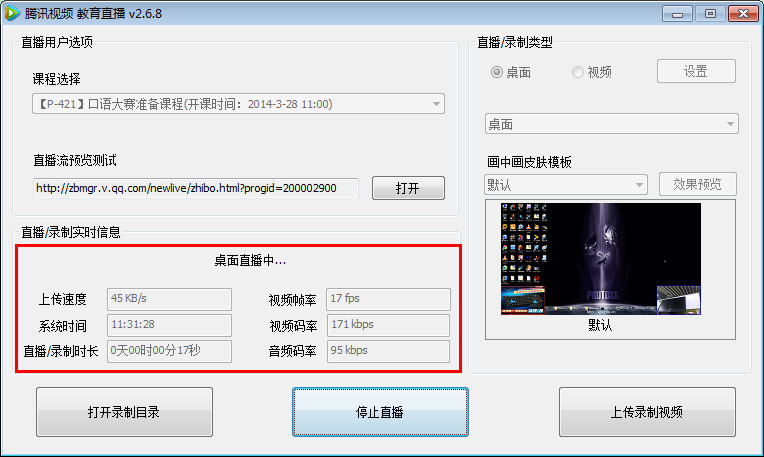 腾讯视频 教育直播 v2.6.8
直播用户选项
课程选择
【P-421】口语大赛准备课程(开课时间：2014-3-28 11:00)
直播流预览测试
http://zbmgr.v.qq.com/newlive/zhibo.html?progid=200002900
打开
直播/录制实时信息
桌面直播中...
上传速度 45 KB/s 视频帧率 17 fps
系统时间 11:31:28 视频码率 171 kbps
直播/录制时长 0天00时00分17秒 音频码率 95 kbps
直播/录制类型
桌面 视频 设置
桌面
画中画皮肤模板
默认 效果预览
PROTOSS
默认
打开录制目录 停止直播 上传录制视频